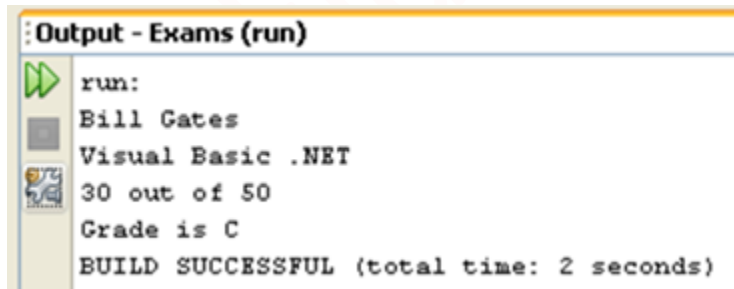 Output - Exams (run)
run:
Bill Gates
Visual Basic .NET
30 out of 50
Grade is C
BUILD SUCCESSFUL (total time: 2 seconds)